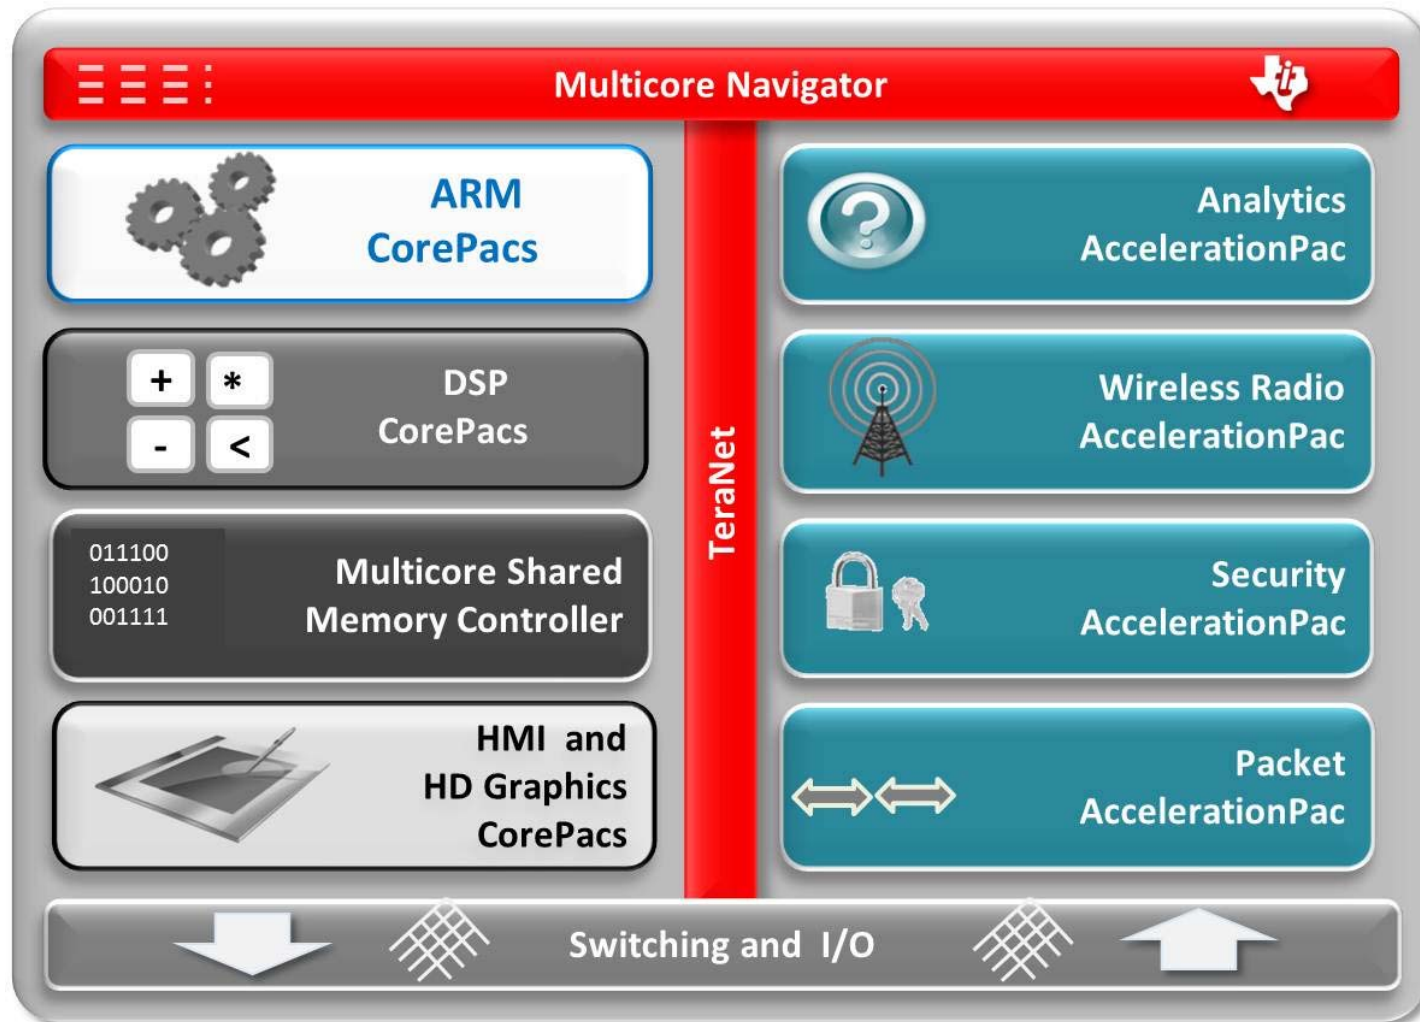 Multicore Navigator
ti
ARM
CorePacs
+ *
- <
DSP
CorePacs
011100
100010
001111
Multicore Shared
Memory Controller
HMI and
HD Graphics
CorePacs
TeraNet
?
Analytics
AccelerationPac
Wireless Radio
AccelerationPac
Security
AccelerationPac
Packet
AccelerationPac
Switching and I/O